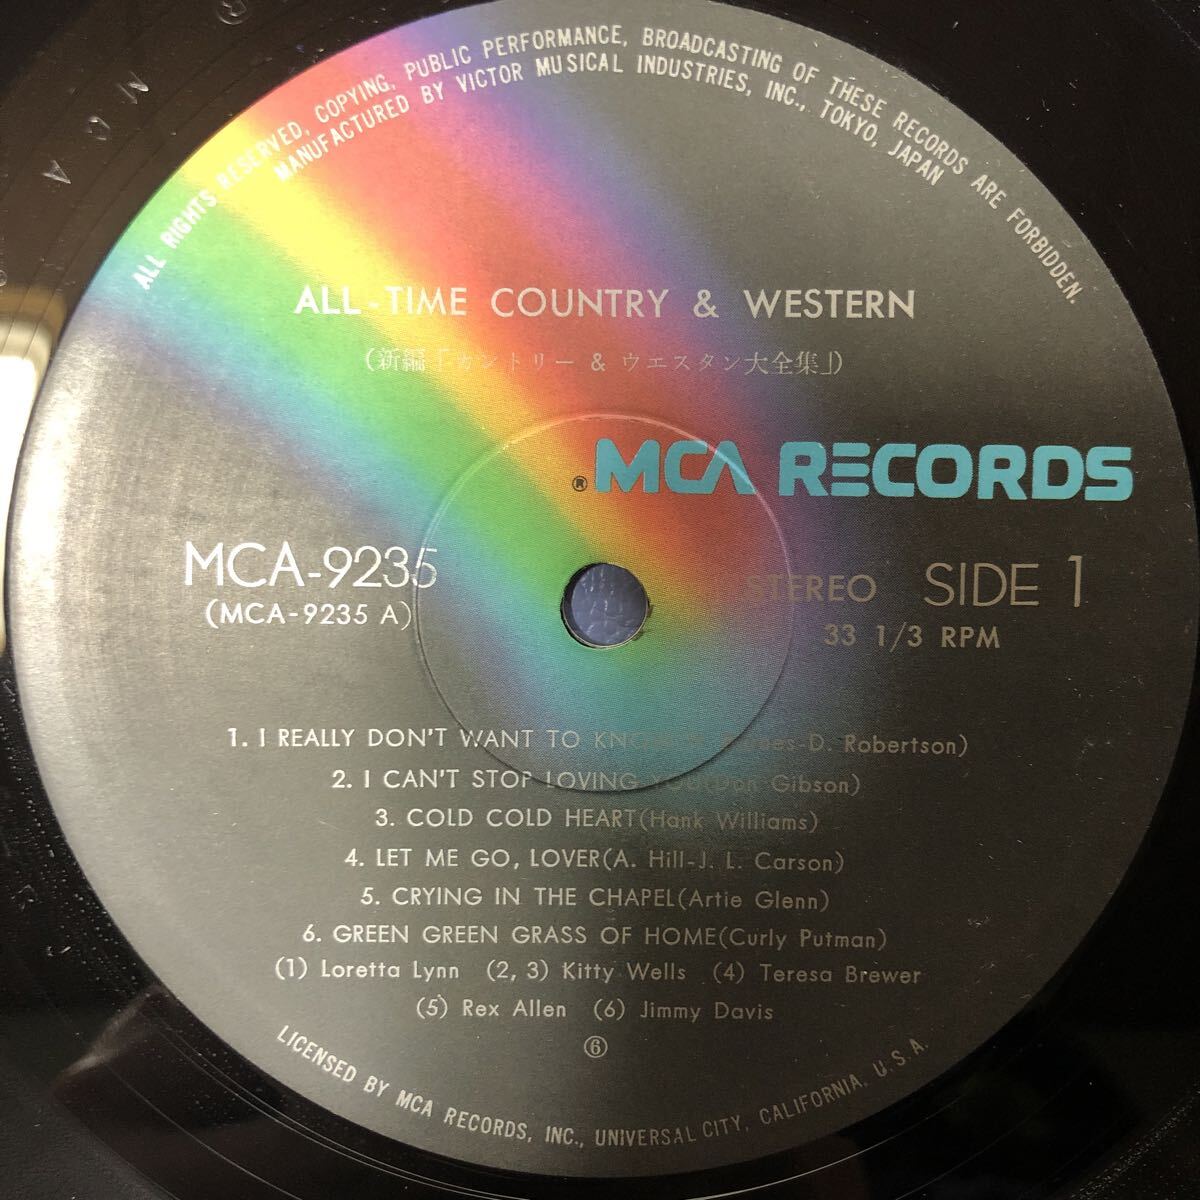 ALL RIGHTS RESERVED, COPYING, PUBLIC PERFORMANCE, BROADCASTING OF THESE RECORDS ARE FORBIDDEN.
MANUFACTURED BY VICTOR MUSICAL INDUSTRIES, INC., TOKYO, JAPAN
ALL-TIME COUNTRY & WESTERN
(新編「カントリー & ウエスタン大全集」)
® MCA RECORDS
MCA-9235
(MCA-9235 A)
STEREO SIDE 1
33 1/3 RPM
1. I REALLY DON'T WANT TO D. Robertson)
2. I CAN'T STOP LOVING YOU(Don Gibson)
3. COLD COLD HEART(Hank Williams)
4. LET ME GO, LOVER(A. Hill-J. L. Carson)
5. CRYING IN THE CHAPEL(Artie Glenn)
6. GREEN GREEN GRASS OF HOME(Curly Putman)
(1) Loretta Lynn (2, 3) Kitty Wells (4) Teresa Brewer
(5) Rex Allen (6) Jimmy Davis
⑥
LICENSED BY MCA RECORDS, INC., UNIVERSAL CITY, CALIFORNIA, U.S.A.